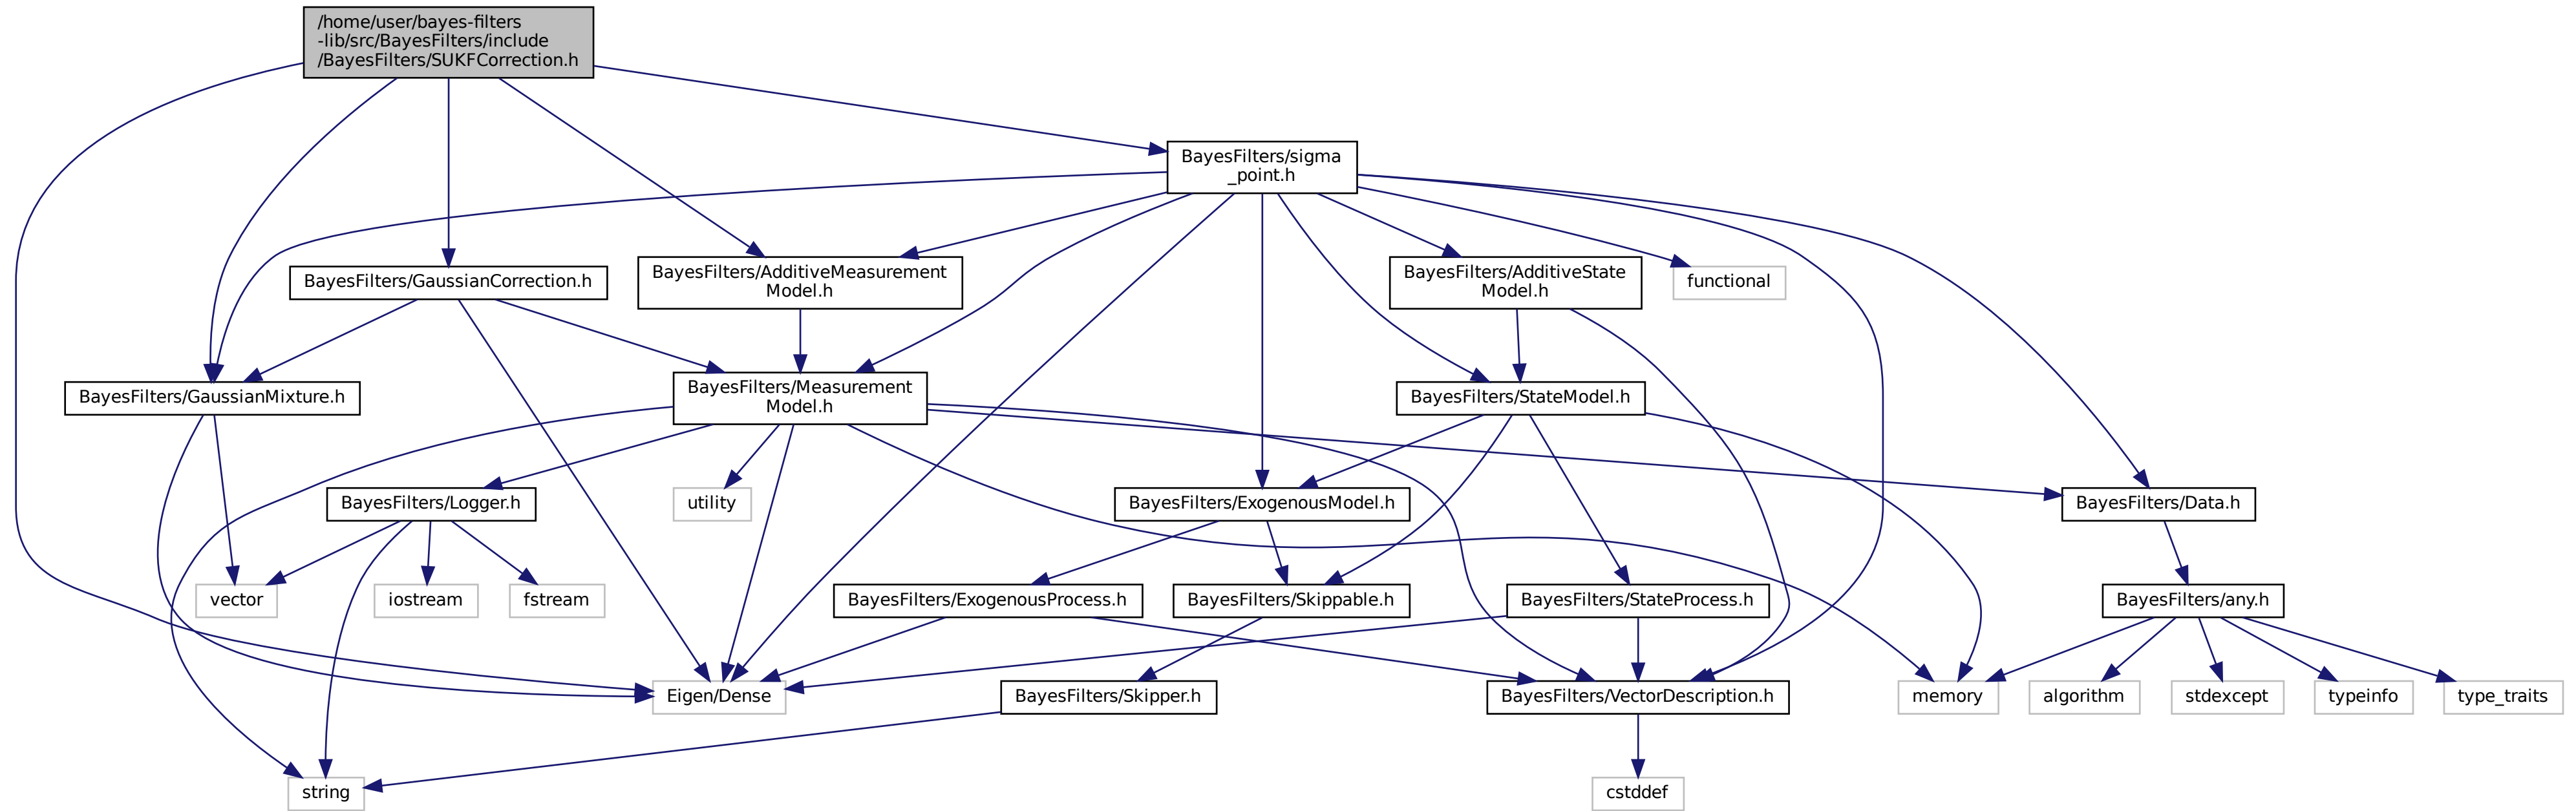 /home/user/bayes-filters
-lib/src/BayesFilters/include
/BayesFilters/SUKFCorrection.h
BayesFilters/sigma
_point.h
BayesFilters/GaussianCorrection.h
BayesFilters/AdditiveMeasurement
Model.h
BayesFilters/AdditiveState
Model.h
functional
BayesFilters/GaussianMixture.h
BayesFilters/Measurement
Model.h
BayesFilters/StateModel.h
BayesFilters/Logger.h
utility
BayesFilters/ExogenousModel.h
BayesFilters/Data.h
vector
iostream
fstream
BayesFilters/ExogenousProcess.h
BayesFilters/Skippable.h
BayesFilters/StateProcess.h
BayesFilters/any.h
Eigen/Dense
BayesFilters/Skipper.h
BayesFilters/VectorDescription.h
memory
algorithm
stdexcept
typeinfo
type_traits
string
cstddef